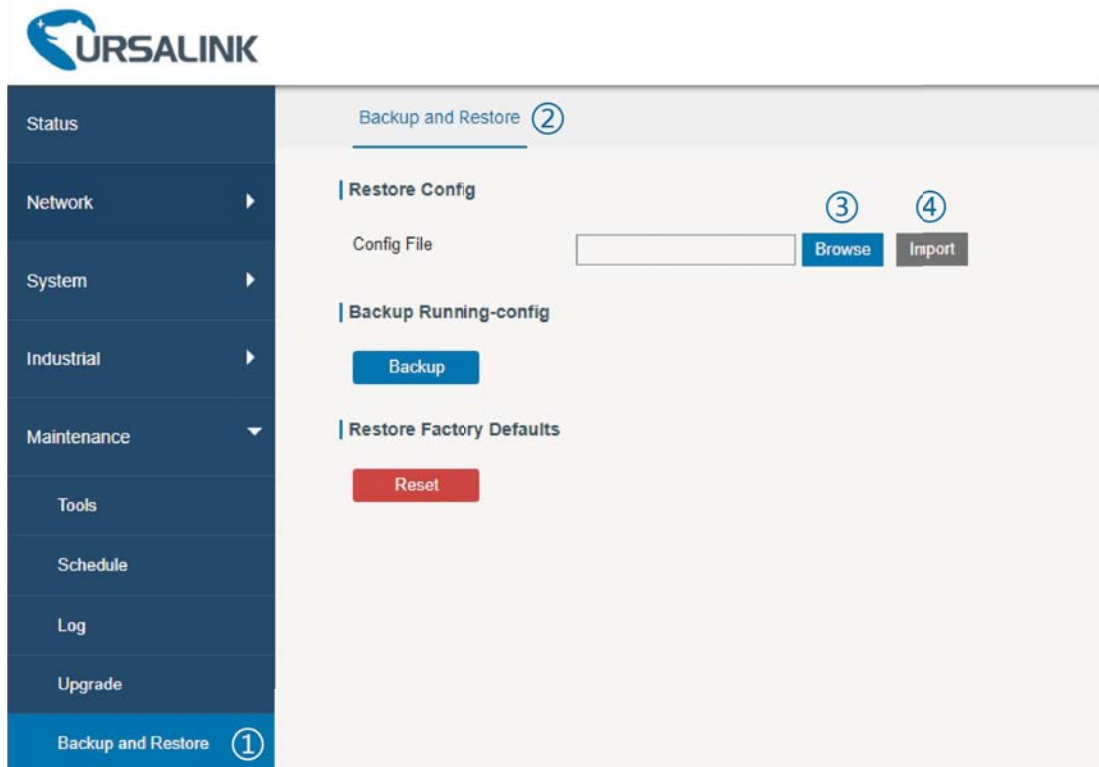 URSALINK
Status
Network
System
Industrial
Maintenance
Tools
Schedule
Log
Upgrade
Backup and Restore ①
Backup and Restore ②
Restore Config
③ ④
Config File Browse Import
Backup Running-config
Backup
Restore Factory Defaults
Reset